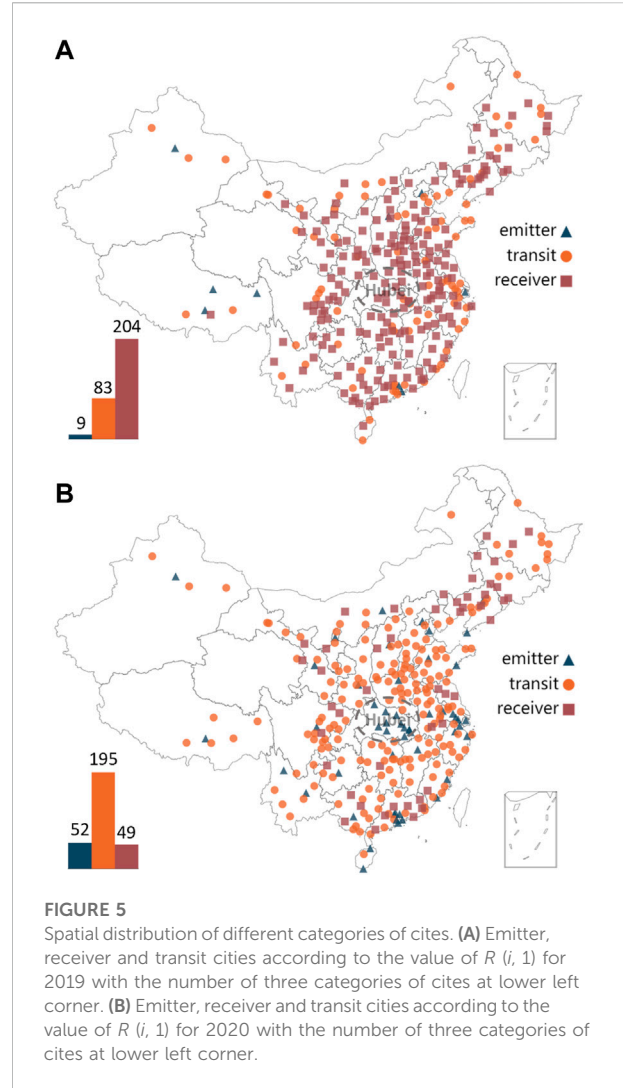 A
emitter
transit
receiver
Hubei
204
83
9
B
emitter
transit
receiver
Hubei
195
52
49
FIGURE 5
Spatial distribution of different categories of cites. (A) Emitter,
receiver and transit cities according to the value of R (i, 1) for
2019 with the number of three categories of cites at lower left
corner. (B) Emitter, receiver and transit cities according to the
value of R (i, 1) for 2020 with the number of three categories of
cites at lower left corner.